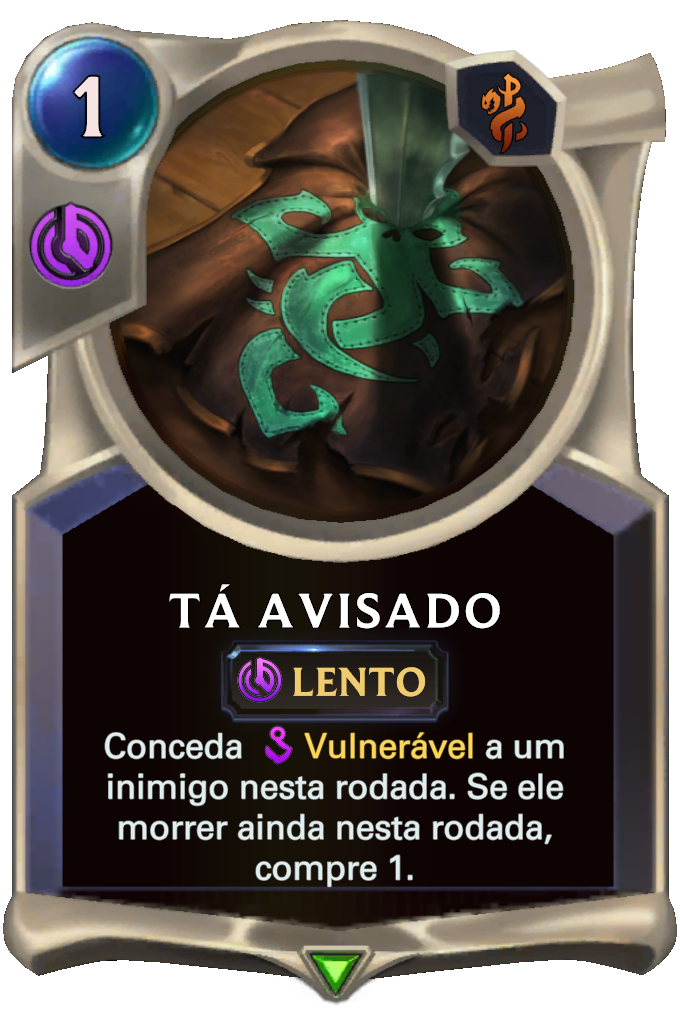 1
TÁ AVISADO
LENTO
Conceda Vulnerável a um
inimigo nesta rodada. Se ele
morrer ainda nesta rodada,
compre 1.